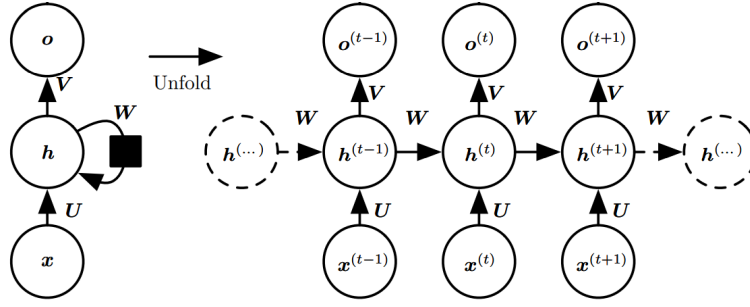 o o^(t−1) o^(t) o^(t+1)
Unfold
V V V V
W W W W W
h h^(...) h^(t−1) h^(t) h^(t+1) h^(...)
U U U U
x x^(t−1) x^(t) x^(t+1)